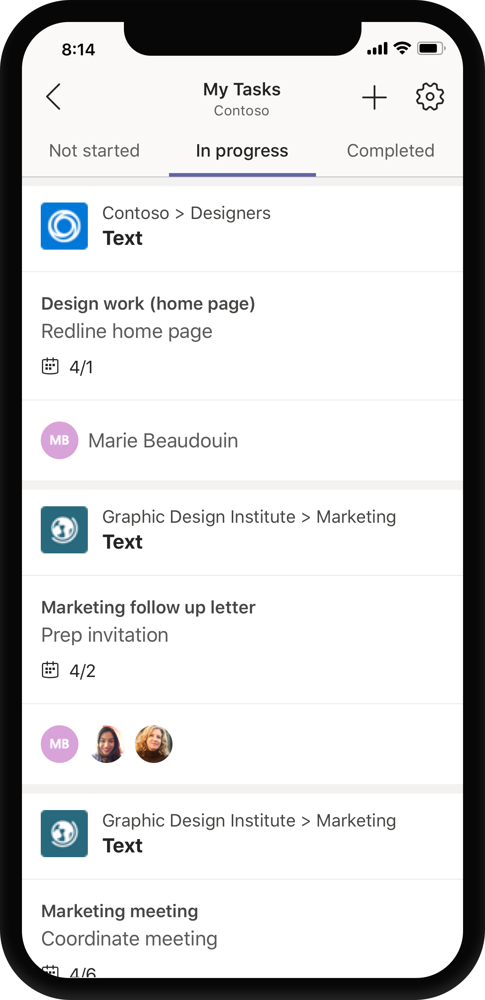 8:14
My Tasks
Contoso
Not started
In progress
Completed
Contoso > Designers
Text
Design work (home page)
Redline home page
4/1
MB
Marie Beaudouin
Graphic Design Institute > Marketing
Text
Marketing follow up letter
Prep invitation
4/2
MB
Graphic Design Institute > Marketing
Text
Marketing meeting
Coordinate meeting
4/6